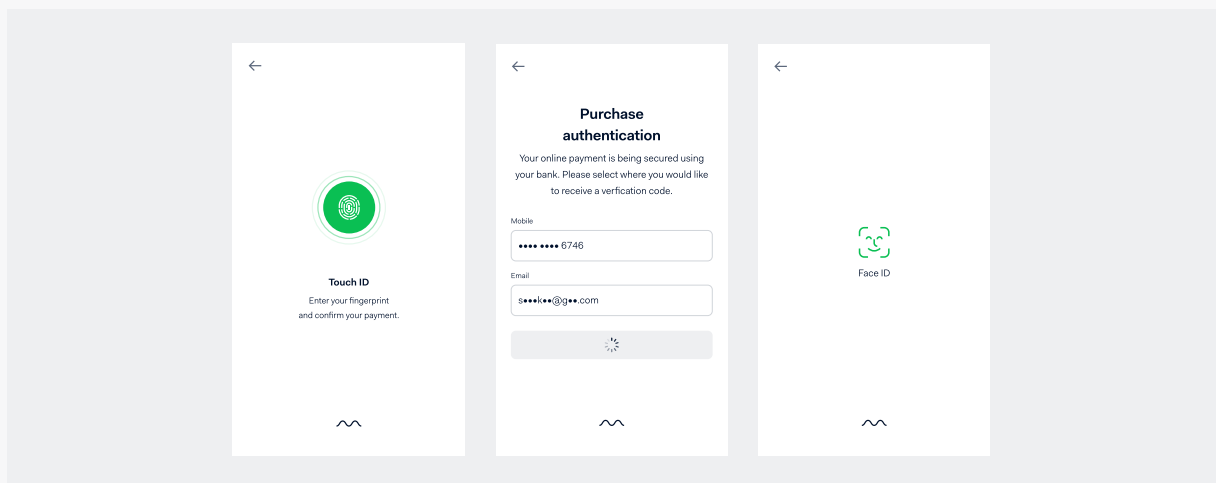 Touch ID
Enter your fingerprint
and confirm your payment.
Purchase
authentication
Your online payment is being secured using
your bank. Please select where you would like
to receive a verfication code.
Mobile
•••• •••• 6746
Email
s•••k••@g••.com
Face ID